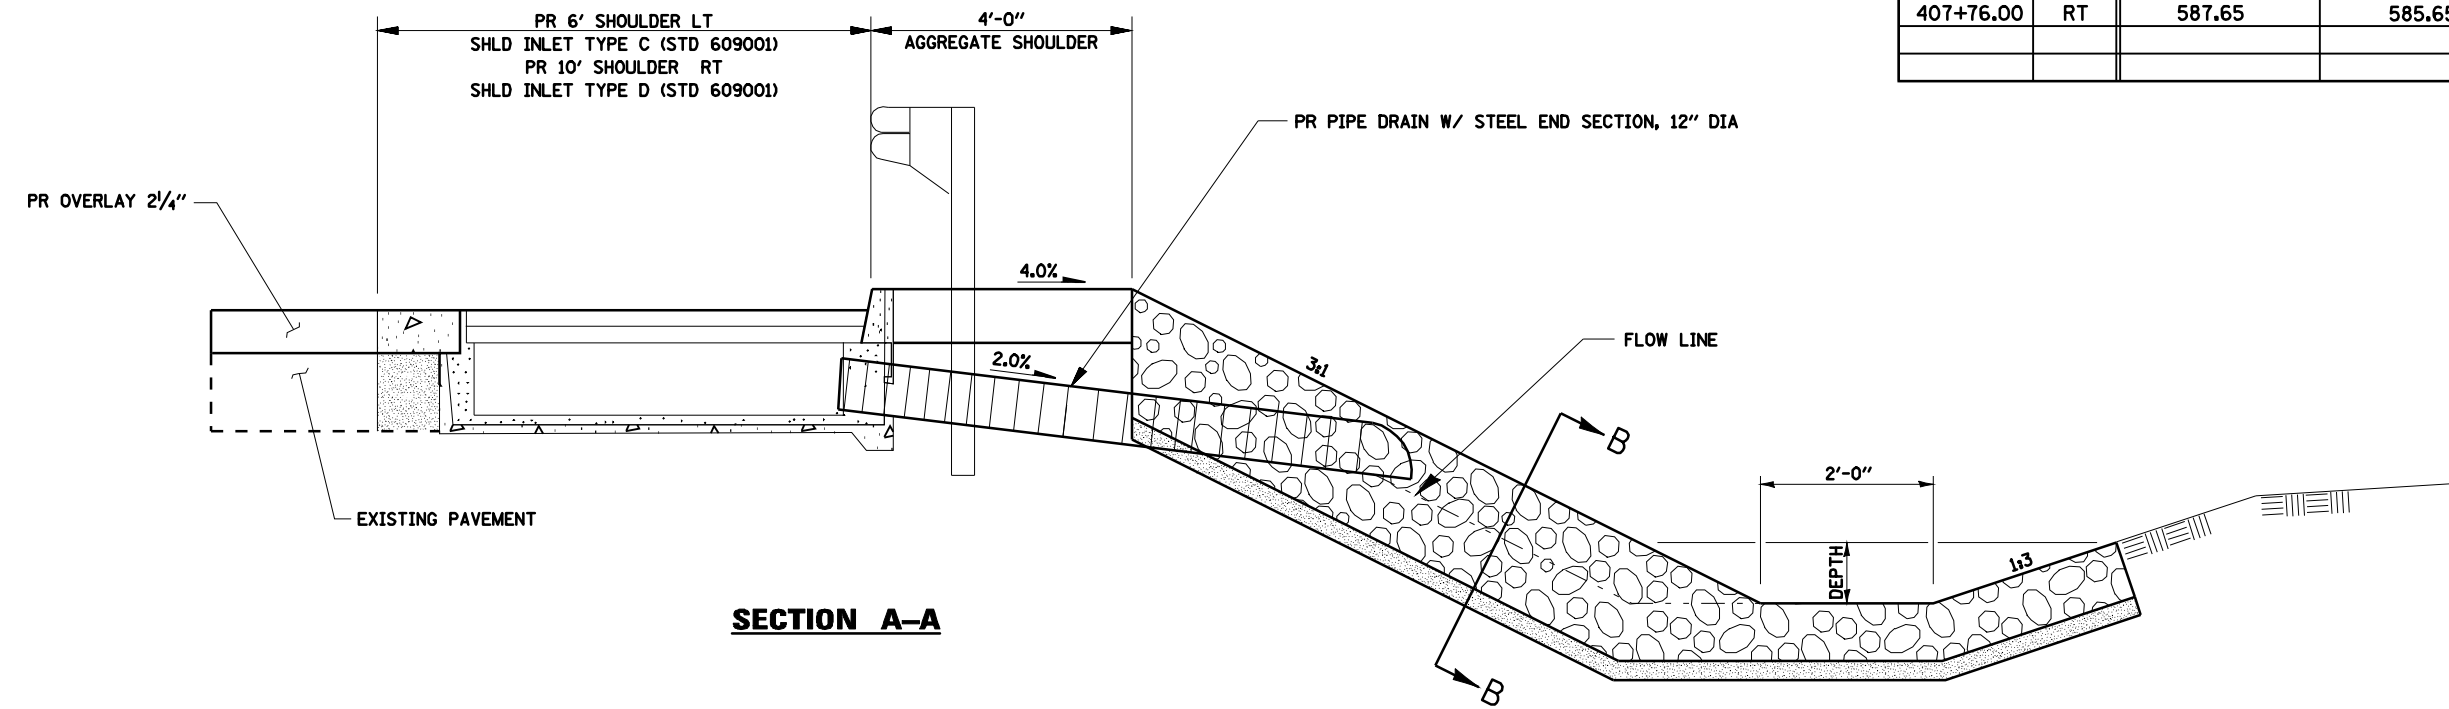 PR 6' SHOULDER LT
SHLD INLET TYPE C (STD 609001)
PR 10' SHOULDER RT
SHLD INLET TYPE D (STD 609001)
4'-0"
AGGREGATE SHOULDER
407+76.00 RT 587.65 585.65
PR PIPE DRAIN W/ STEEL END SECTION, 12" DIA
PR OVERLAY 2 1/4"
4.0%
2.0%
3:1
FLOW LINE
B
2'-0"
EXISTING PAVEMENT
DEPTH
1:3
SECTION A–A
B